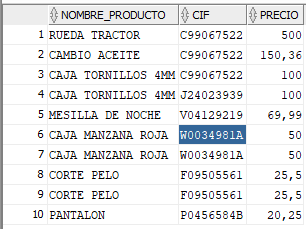 NOMBRE_PRODUCTO CIF PRECIO
1 RUEDA TRACTOR C99067522 500
2 CAMBIO ACEITE C99067522 150,36
3 CAJA TORNILLOS 4MM C99067522 100
4 CAJA TORNILLOS 4MM J24023939 100
5 MESILLA DE NOCHE V04129219 69,99
6 CAJA MANZANA ROJA W0034981A 50
7 CAJA MANZANA ROJA W0034981A 50
8 CORTE PELO F09505561 25,5
9 CORTE PELO F09505561 25,5
10 PANTALON P0456584B 20,25